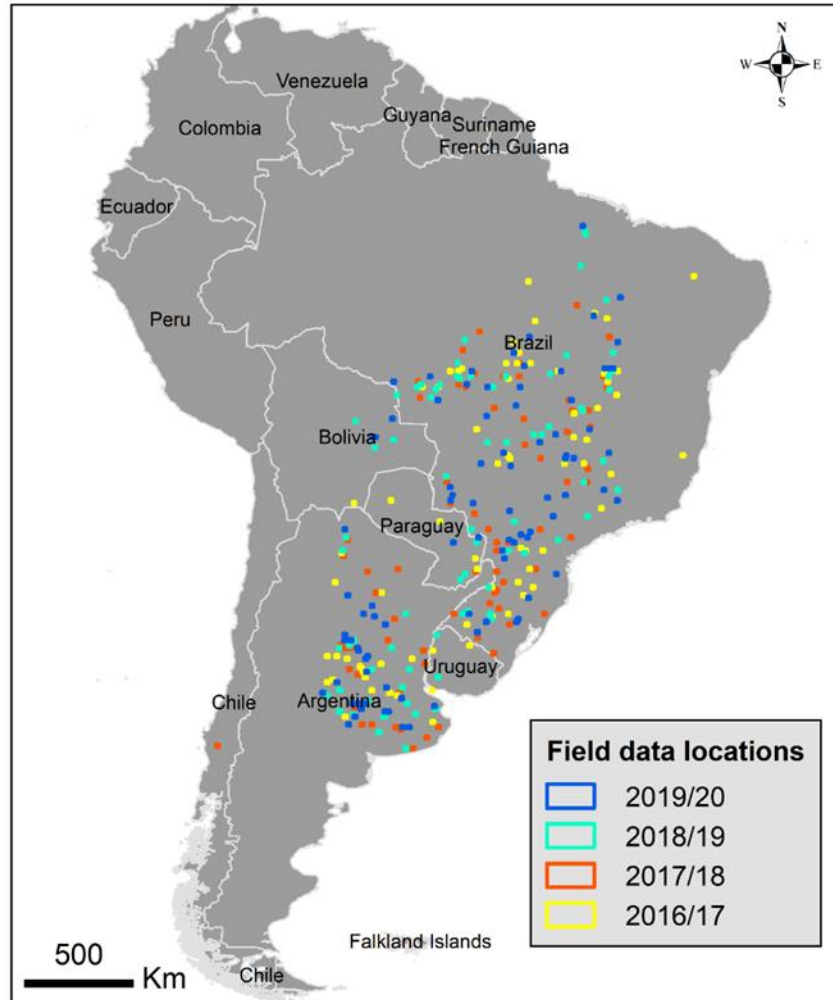 N
W E
S
Venezuela
Guyana
Suriname
Colombia
French Guiana
Ecuador
Peru
Brazil
Bolivia
Paraguay
Uruguay
Chile
Argentina
Field data locations
2019/20
2018/19
2017/18
2016/17
Falkland Islands
500
Km
Chile